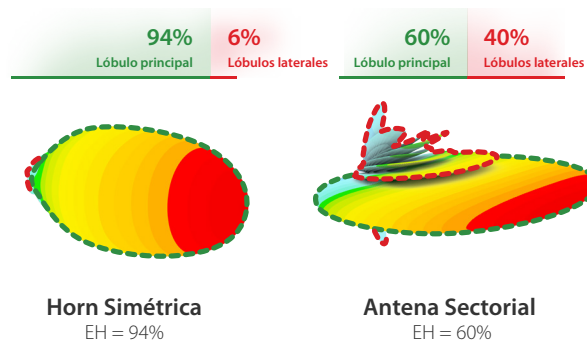 94%
Lóbulo principal
6%
Lóbulos laterales
60%
Lóbulo principal
40%
Lóbulos laterales
Horn Simétrica
EH = 94%
Antena Sectorial
EH = 60%